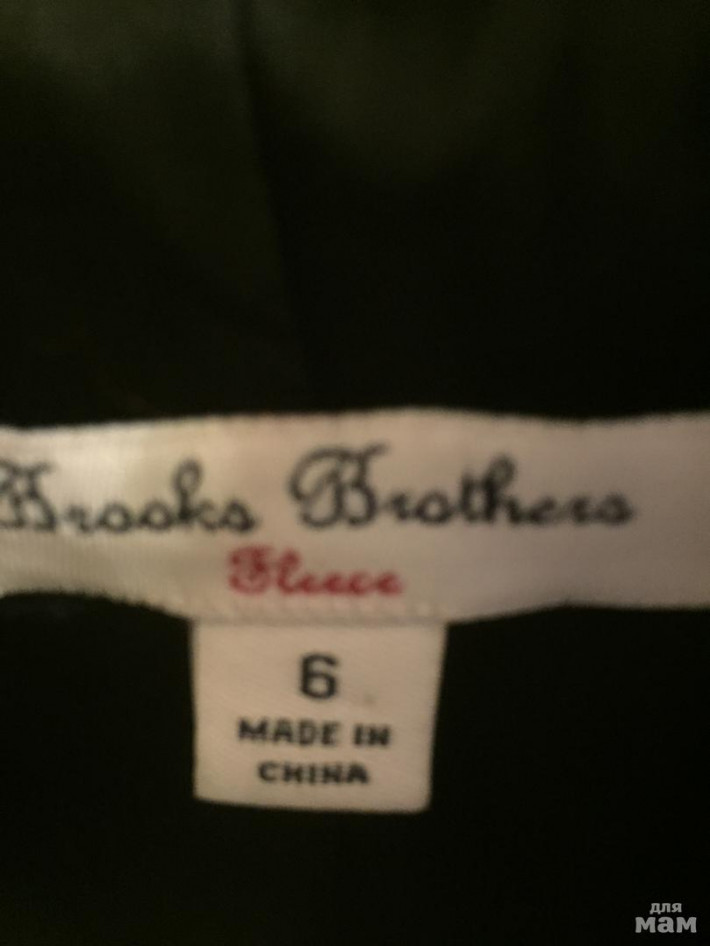 Brooks Brothers
Fleece
6
MADE IN
CHINA
для
мам